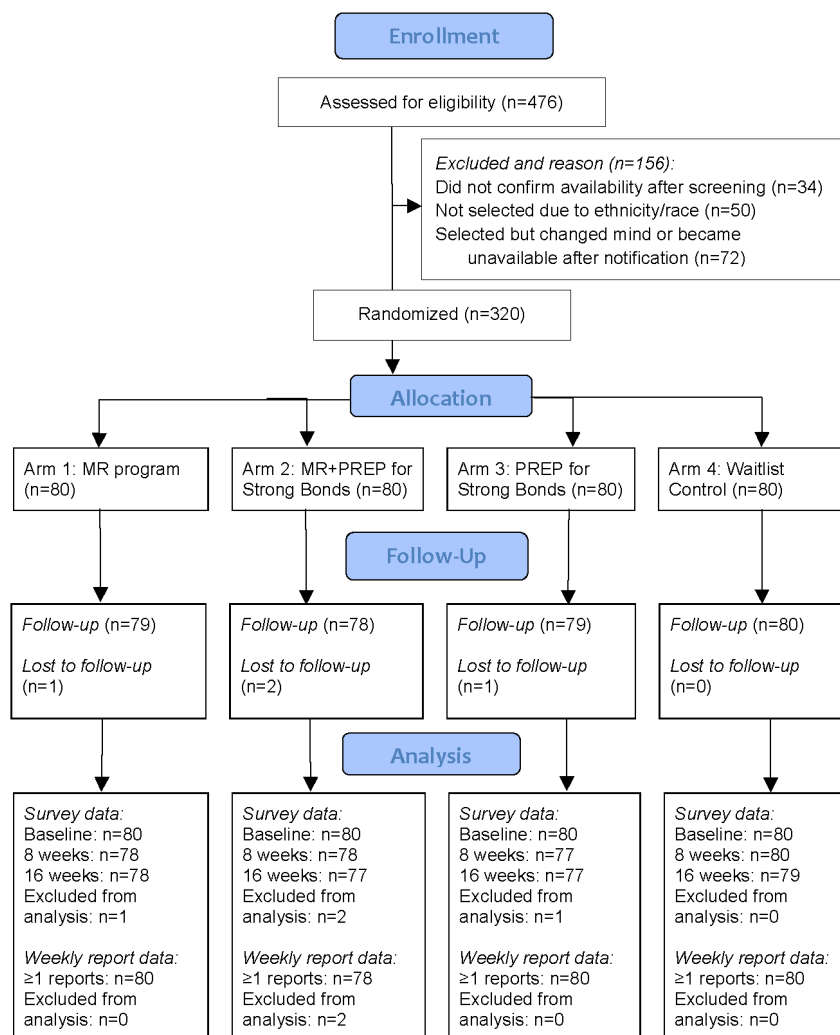 Enrollment
Assessed for eligibility (n=476)
Excluded and reason (n=156):
Did not confirm availability after screening (n=34)
Not selected due to ethnicity/race (n=50)
Selected but changed mind or became
unavailable after notification (n=72)
Randomized (n=320)
Allocation
Arm 1: MR program
(n=80)
Arm 2: MR+PREP for
Strong Bonds (n=80)
Arm 3: PREP for
Strong Bonds (n=80)
Arm 4: Waitlist
Control (n=80)
Follow-Up
Follow-up (n=79)
Lost to follow-up
(n=1)
Follow-up (n=78)
Lost to follow-up
(n=2)
Follow-up (n=79)
Lost to follow-up
(n=1)
Follow-up (n=80)
Lost to follow-up
(n=0)
Analysis
Survey data:
Baseline: n=80
8 weeks: n=78
16 weeks: n=78
Excluded from
analysis: n=1
Weekly report data:
≥1 reports: n=80
Excluded from
analysis: n=0
Survey data:
Baseline: n=80
8 weeks: n=78
16 weeks: n=77
Excluded from
analysis: n=2
Weekly report data:
≥1 reports: n=78
Excluded from
analysis: n=2
Survey data:
Baseline: n=80
8 weeks: n=77
16 weeks: n=77
Excluded from
analysis: n=1
Weekly report data:
≥1 reports: n=80
Excluded from
analysis: n=0
Survey data:
Baseline: n=80
8 weeks: n=80
16 weeks: n=79
Excluded from
analysis: n=0
Weekly report data:
≥1 reports: n=80
Excluded from
analysis: n=0